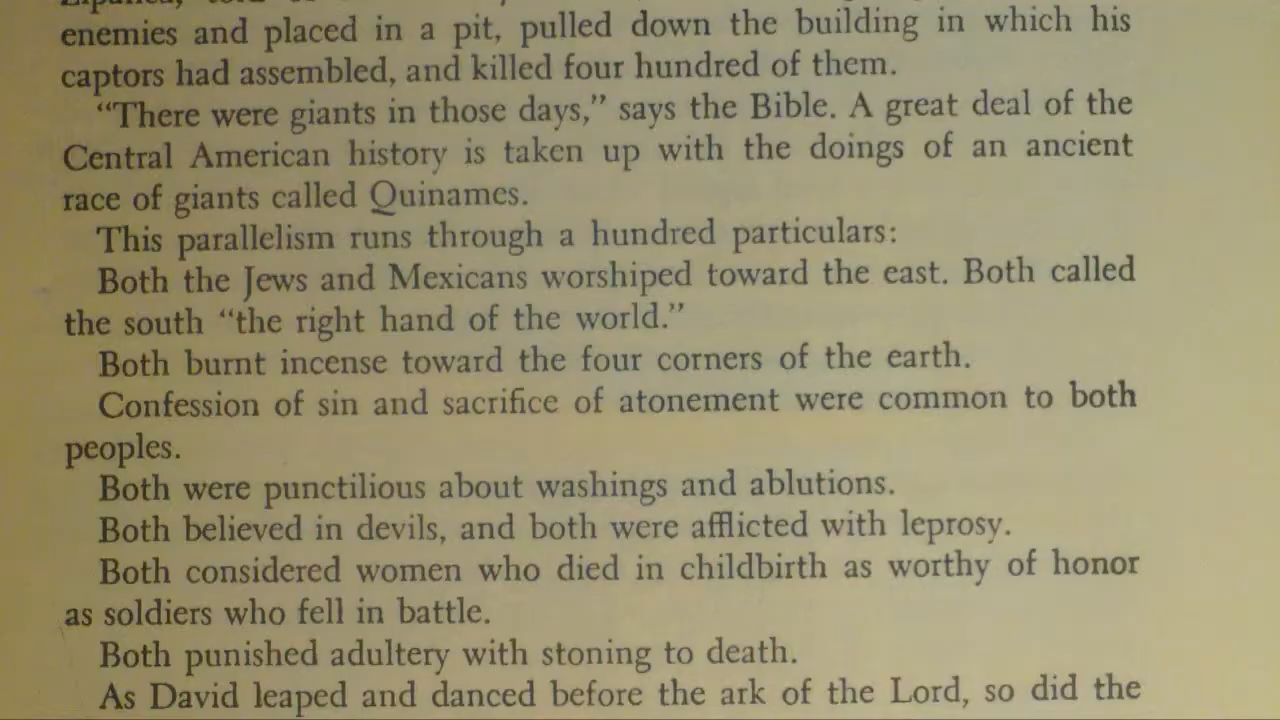 enemies and placed in a pit, pulled down the building in which his
captors had assembled, and killed four hundred of them.
“There were giants in those days,” says the Bible. A great deal of the
Central American history is taken up with the doings of an ancient
race of giants called Quinames.
This parallelism runs through a hundred particulars:
Both the Jews and Mexicans worshiped toward the east. Both called
the south “the right hand of the world.”
Both burnt incense toward the four corners of the earth.
Confession of sin and sacrifice of atonement were common to both
peoples.
Both were punctilious about washings and ablutions.
Both believed in devils, and both were afflicted with leprosy.
Both considered women who died in childbirth as worthy of honor
as soldiers who fell in battle.
Both punished adultery with stoning to death.
As David leaped and danced before the ark of the Lord, so did the